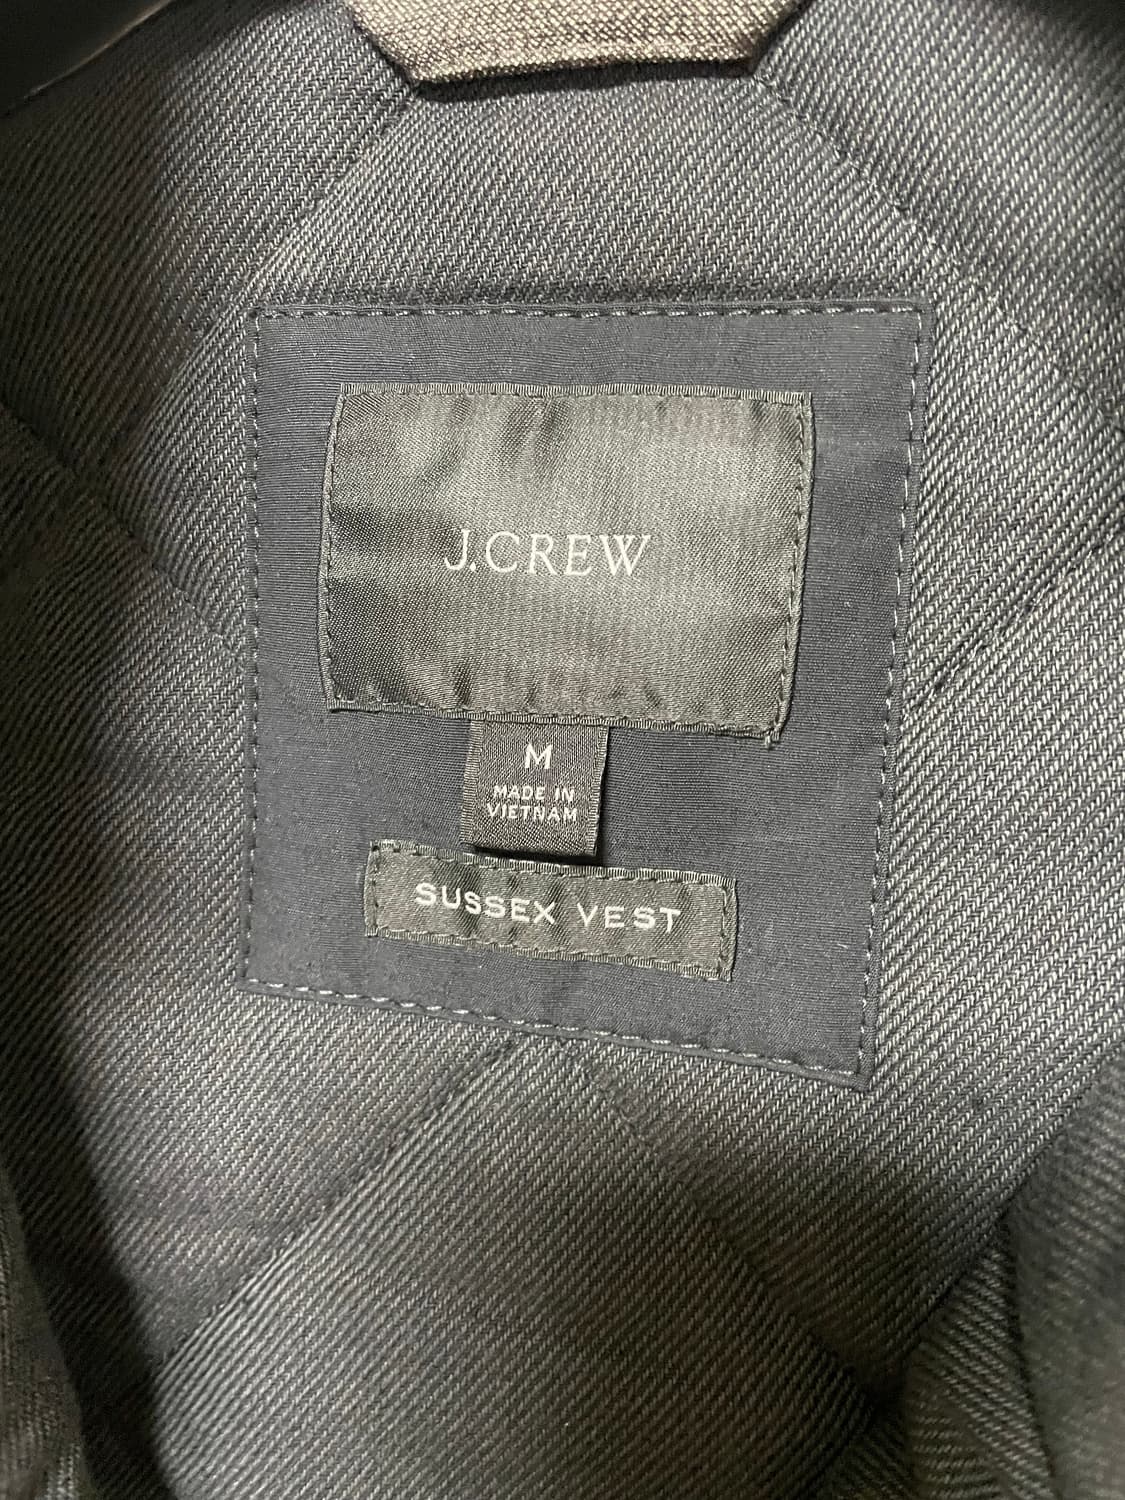 J.CREW
M
MADE IN
VIETNAM
SUSSEX VEST